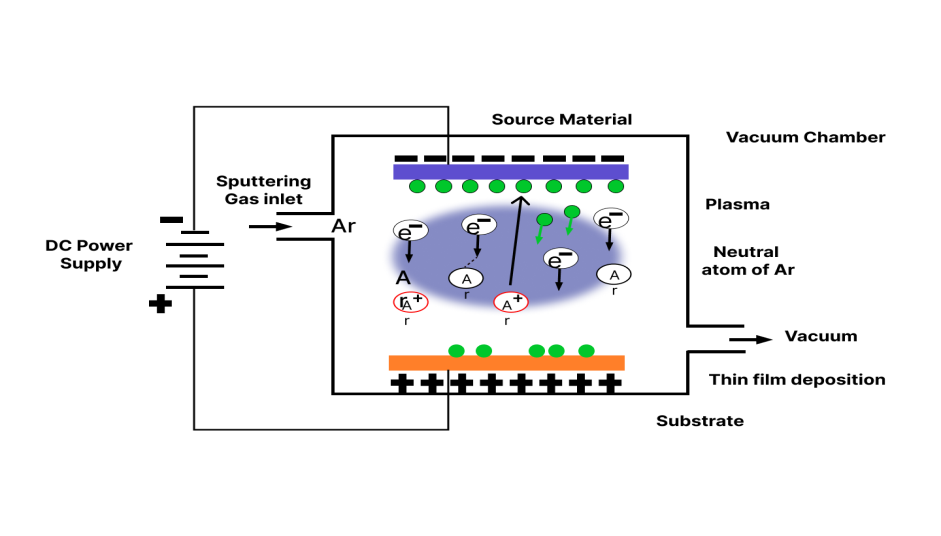 Source Material
Vacuum Chamber
Sputtering
Gas inlet
Ar
Plasma
e−
e−
e−
e−
DC Power
Supply
Neutral
atom of Ar
A
r
A
r
A
r
A+
r
A+
r
Vacuum
Thin film deposition
Substrate